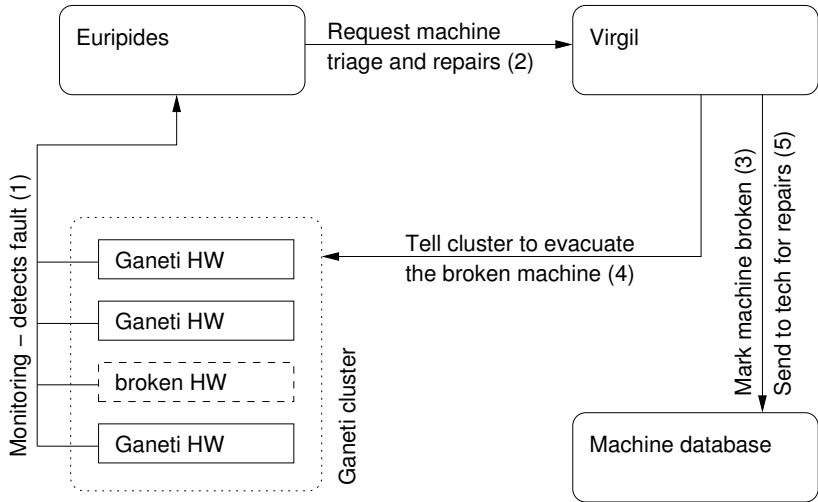 Euripides
Request machine
triage and repairs (2)
Virgil
Monitoring – detects fault (1)
Ganeti HW
Ganeti HW
broken HW
Ganeti HW
Ganeti cluster
Tell cluster to evacuate
the broken machine (4)
Mark machine broken (3)
Send to tech for repairs (5)
Machine database